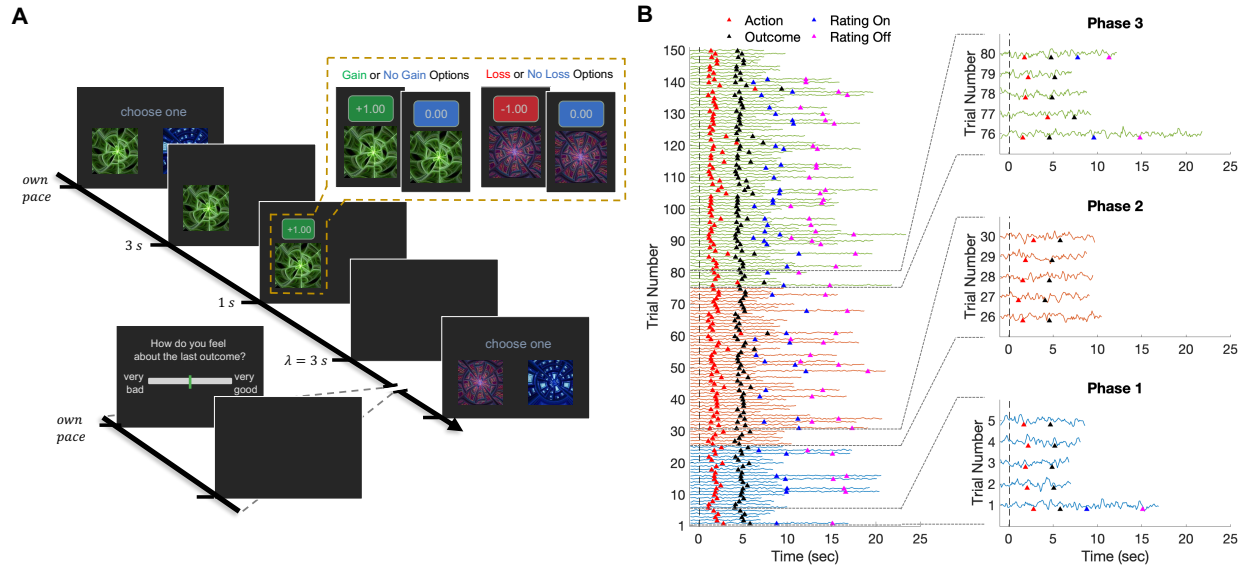 A
Gain or No Gain Options
Loss or No Loss Options
+1.00
0.00
-1.00
0.00
choose one
own
pace
3 s
+1.00
1 s
choose one
λ = 3 s
How do you feel
about the last outcome?
very
bad
very
good
own
pace
B
Action
Outcome
Rating On
Rating Off
150
140
130
120
110
100
90
80
70
60
50
40
30
20
10
1
Trial Number
0
5
10
15
20
25
Time (sec)
Phase 3
80
79
78
77
76
Trial Number
0
5
10
15
20
25
Phase 2
30
29
28
27
26
Trial Number
0
5
10
15
20
25
Phase 1
5
4
3
2
1
Trial Number
0
5
10
15
20
25
Time (sec)